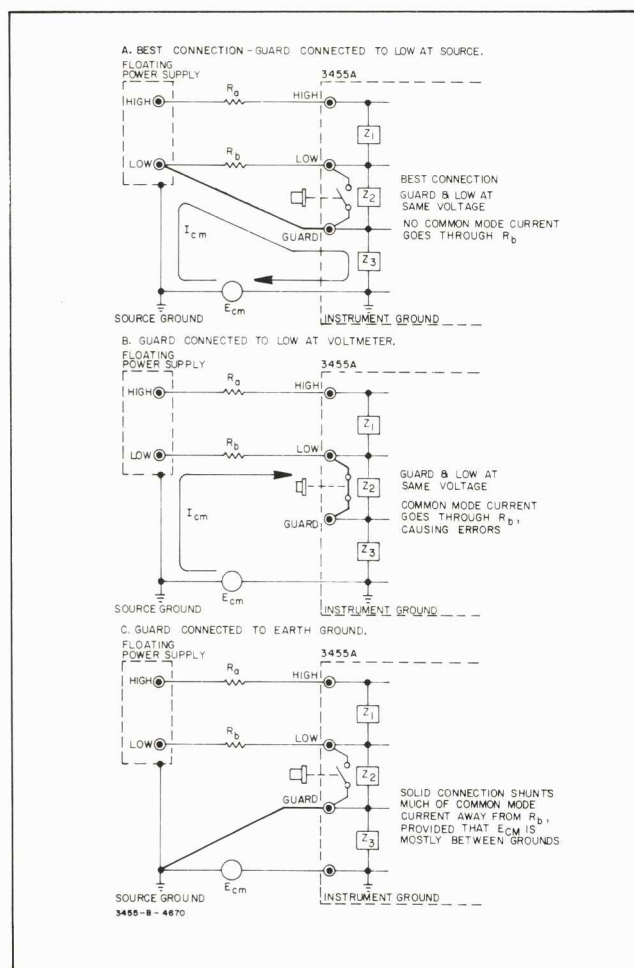 A. BEST CONNECTION - GUARD CONNECTED TO LOW AT SOURCE.
FLOATING
POWER SUPPLY
3455A
HIGH
Ra
HIGH
Z1
LOW
Rb
LOW
BEST CONNECTION
GUARD & LOW AT
SAME VOLTAGE
Z2
NO COMMON MODE CURRENT
GOES THROUGH Rb
Icm
GUARD
Z3
Ecm
SOURCE GROUND
INSTRUMENT GROUND
B. GUARD CONNECTED TO LOW AT VOLTMETER.
FLOATING
POWER SUPPLY
3455A
HIGH
Ra
HIGH
Z1
LOW
Rb
LOW
GUARD & LOW AT
SAME VOLTAGE
Z2
COMMON MODE CURRENT
GOES THROUGH Rb,
CAUSING ERRORS
Icm
GUARD
Z3
Ecm
SOURCE GROUND
INSTRUMENT GROUND
C. GUARD CONNECTED TO EARTH GROUND.
FLOATING
POWER SUPPLY
3455A
HIGH
Ra
HIGH
Z1
LOW
Rb
LOW
Z2
SOLID CONNECTION SHUNTS
MUCH OF COMMON MODE
CURRENT AWAY FROM Rb,
PROVIDED THAT ECM IS
MOSTLY BETWEEN GROUNDS
GUARD
Z3
Ecm
SOURCE GROUND
INSTRUMENT GROUND
3455-B-4670